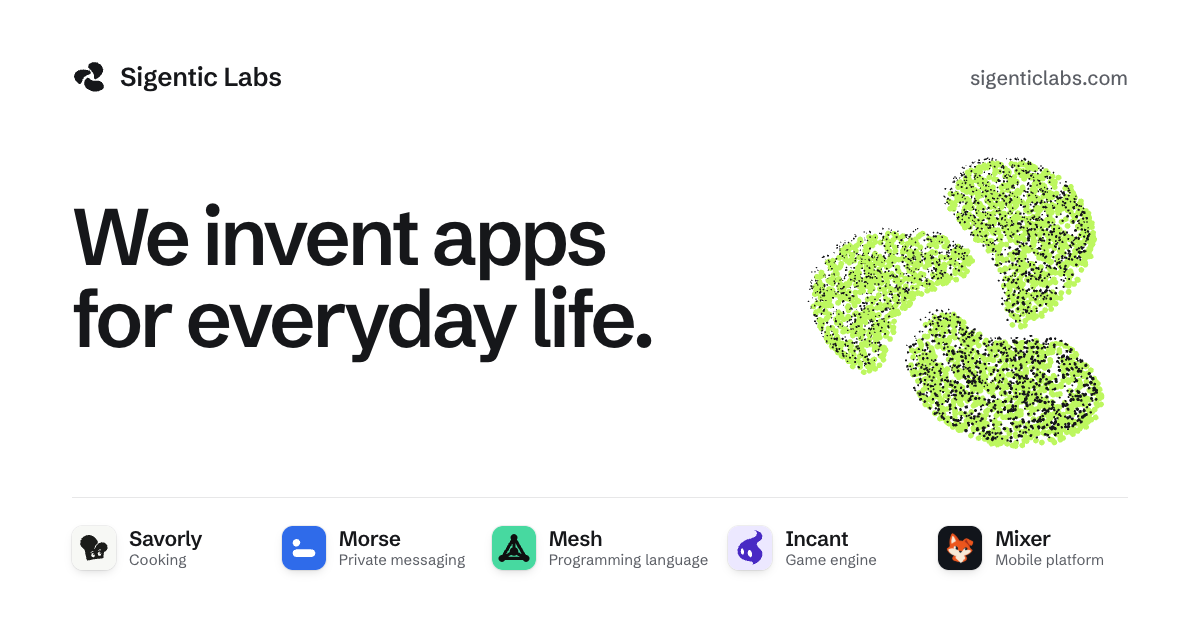 Sigentic Labs
sigenticlabs.com
We invent apps
for everyday life.
Savorly
Cooking
Morse
Private messaging
Mesh
Programming language
Incant
Game engine
Mixer
Mobile platform